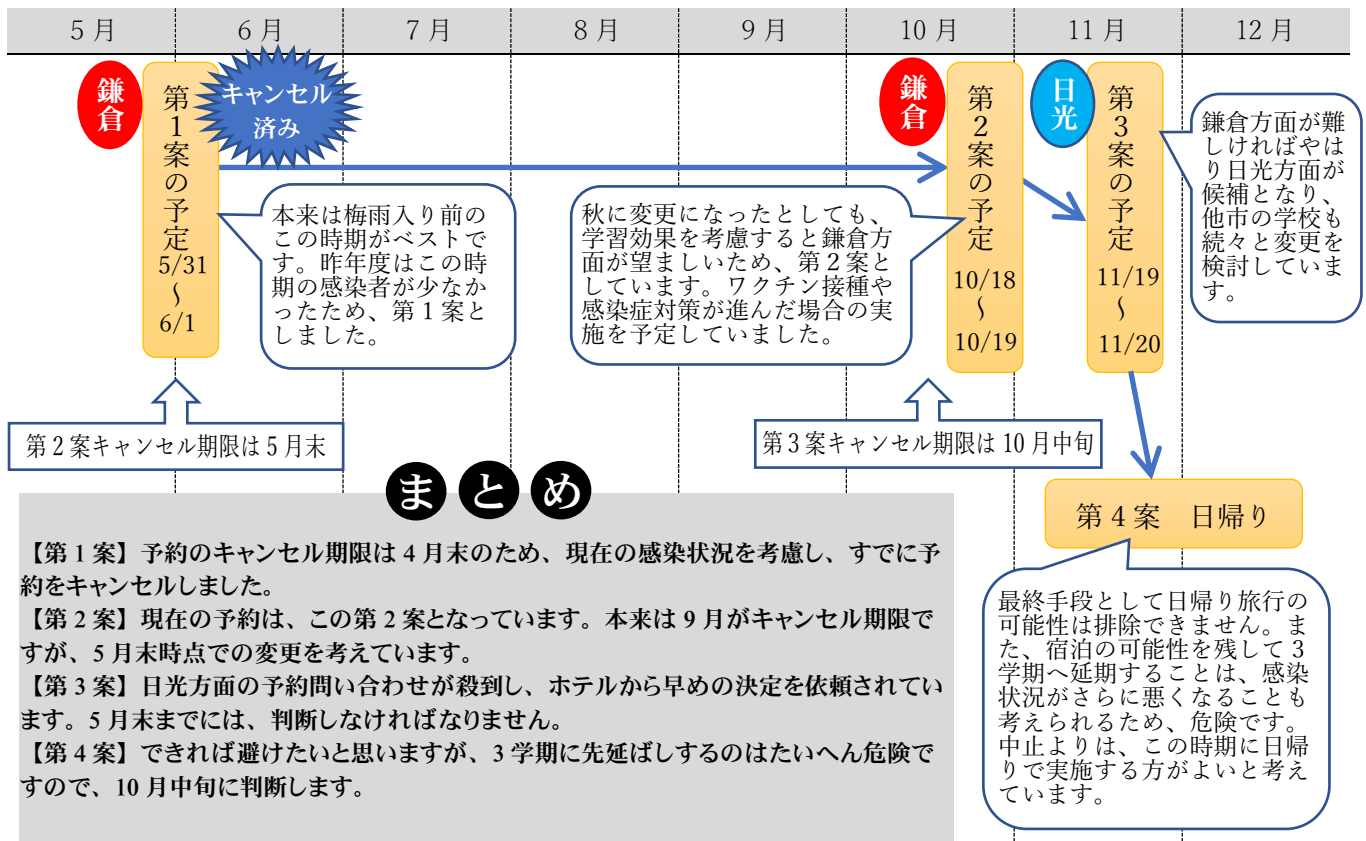 5月 6月 7月 8月 9月 10月 11月 12月
鎌倉
第1案の予定
5/31
~
6/1
キャンセル
済み
鎌倉
第2案の予定
10/18
~
10/19
日光
第3案の予定
11/19
~
11/20
鎌倉方面が難
しければやは
り日光方面が
候補となり、
他市の学校も
続々と変更を
検討していま
す。
本来は梅雨入り前の
この時期がベストで
す。昨年度はこの時
期の感染者が少なか
ったため、第1案と
しました。
秋に変更になったとしても、
学習効果を考慮すると鎌倉方
面が望ましいため、第2案と
しています。ワクチン接種や
感染症対策が進んだ場合の実
施を予定していました。
第2案キャンセル期限は5月末
第3案キャンセル期限は10月中旬
まとめ
【第1案】予約のキャンセル期限は4月末のため、現在の感染状況を考慮し、すでに予
約をキャンセルしました。
【第2案】現在の予約は、この第2案となっています。本来は9月がキャンセル期限で
すが、5月末時点での変更を考えています。
【第3案】日光方面の予約問い合わせが殺到し、ホテルから早めの決定を依頼されてい
ます。5月末までには、判断しなければなりません。
【第4案】できれば避けたいと思いますが、3学期に先延ばしするのはたいへん危険で
すので、10月中旬に判断します。
第4案 日帰り
最終手段として日帰り旅行の
可能性は排除できません。ま
た、宿泊の可能性を残して3
学期へ延期することは、感染
状況がさらに悪くなることも
考えられるため、危険です。
中止よりは、この時期に日帰
りで実施する方がよいと考え
ています。